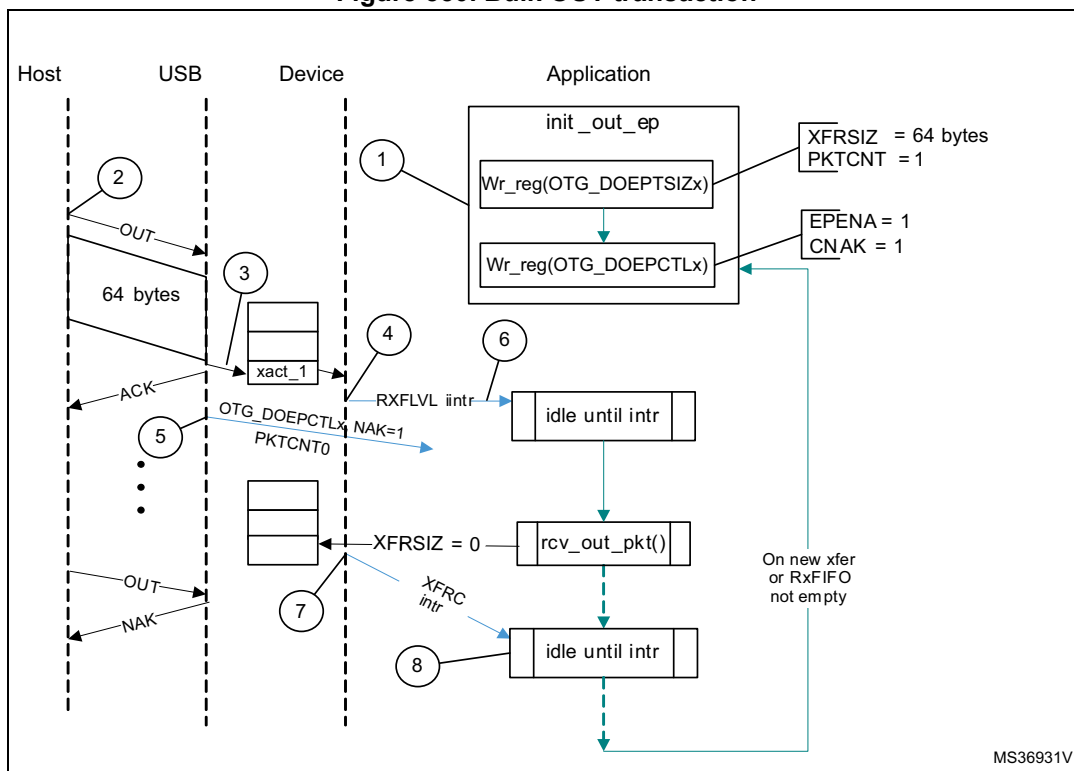 Host
USB
Device
Application
init _out_ep
1
Wr_reg(OTG_DOEPTSIZx)
XFRSIZ = 64 bytes
PKTCNT = 1
Wr_reg(OTG_DOEPCTLx)
EPENA = 1
CNAK = 1
2
OUT
64 bytes
3
xact_1
4
ACK
RXFLVL iintr
6
idle until intr
5
OTG_DOEPCTLx, NAK=1
PKTCNT0
XFRSIZ = 0
rcv_out_pkt()
On new xfer
or RxFIFO
not empty
OUT
NAK
7
XFRC
intr
8
idle until intr
MS36931V